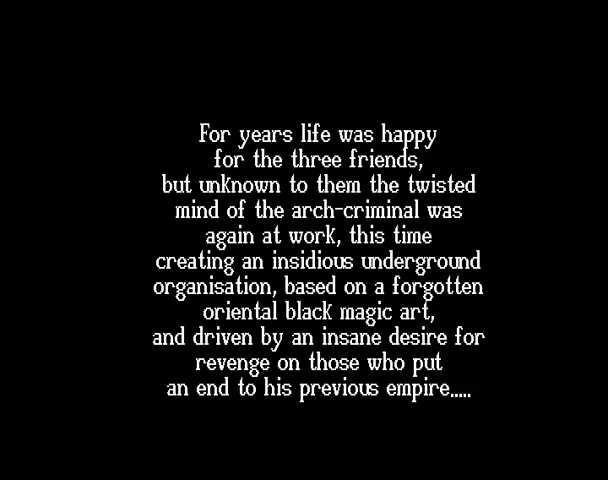 For years life was happy
for the three friends,
but unknown to them the twisted
mind of the arch-criminal was
again at work, this time
creating an insidious underground
organisation, based on a forgotten
oriental black magic art,
and driven by an insane desire for
revenge on those who put
an end to his previous empire.....